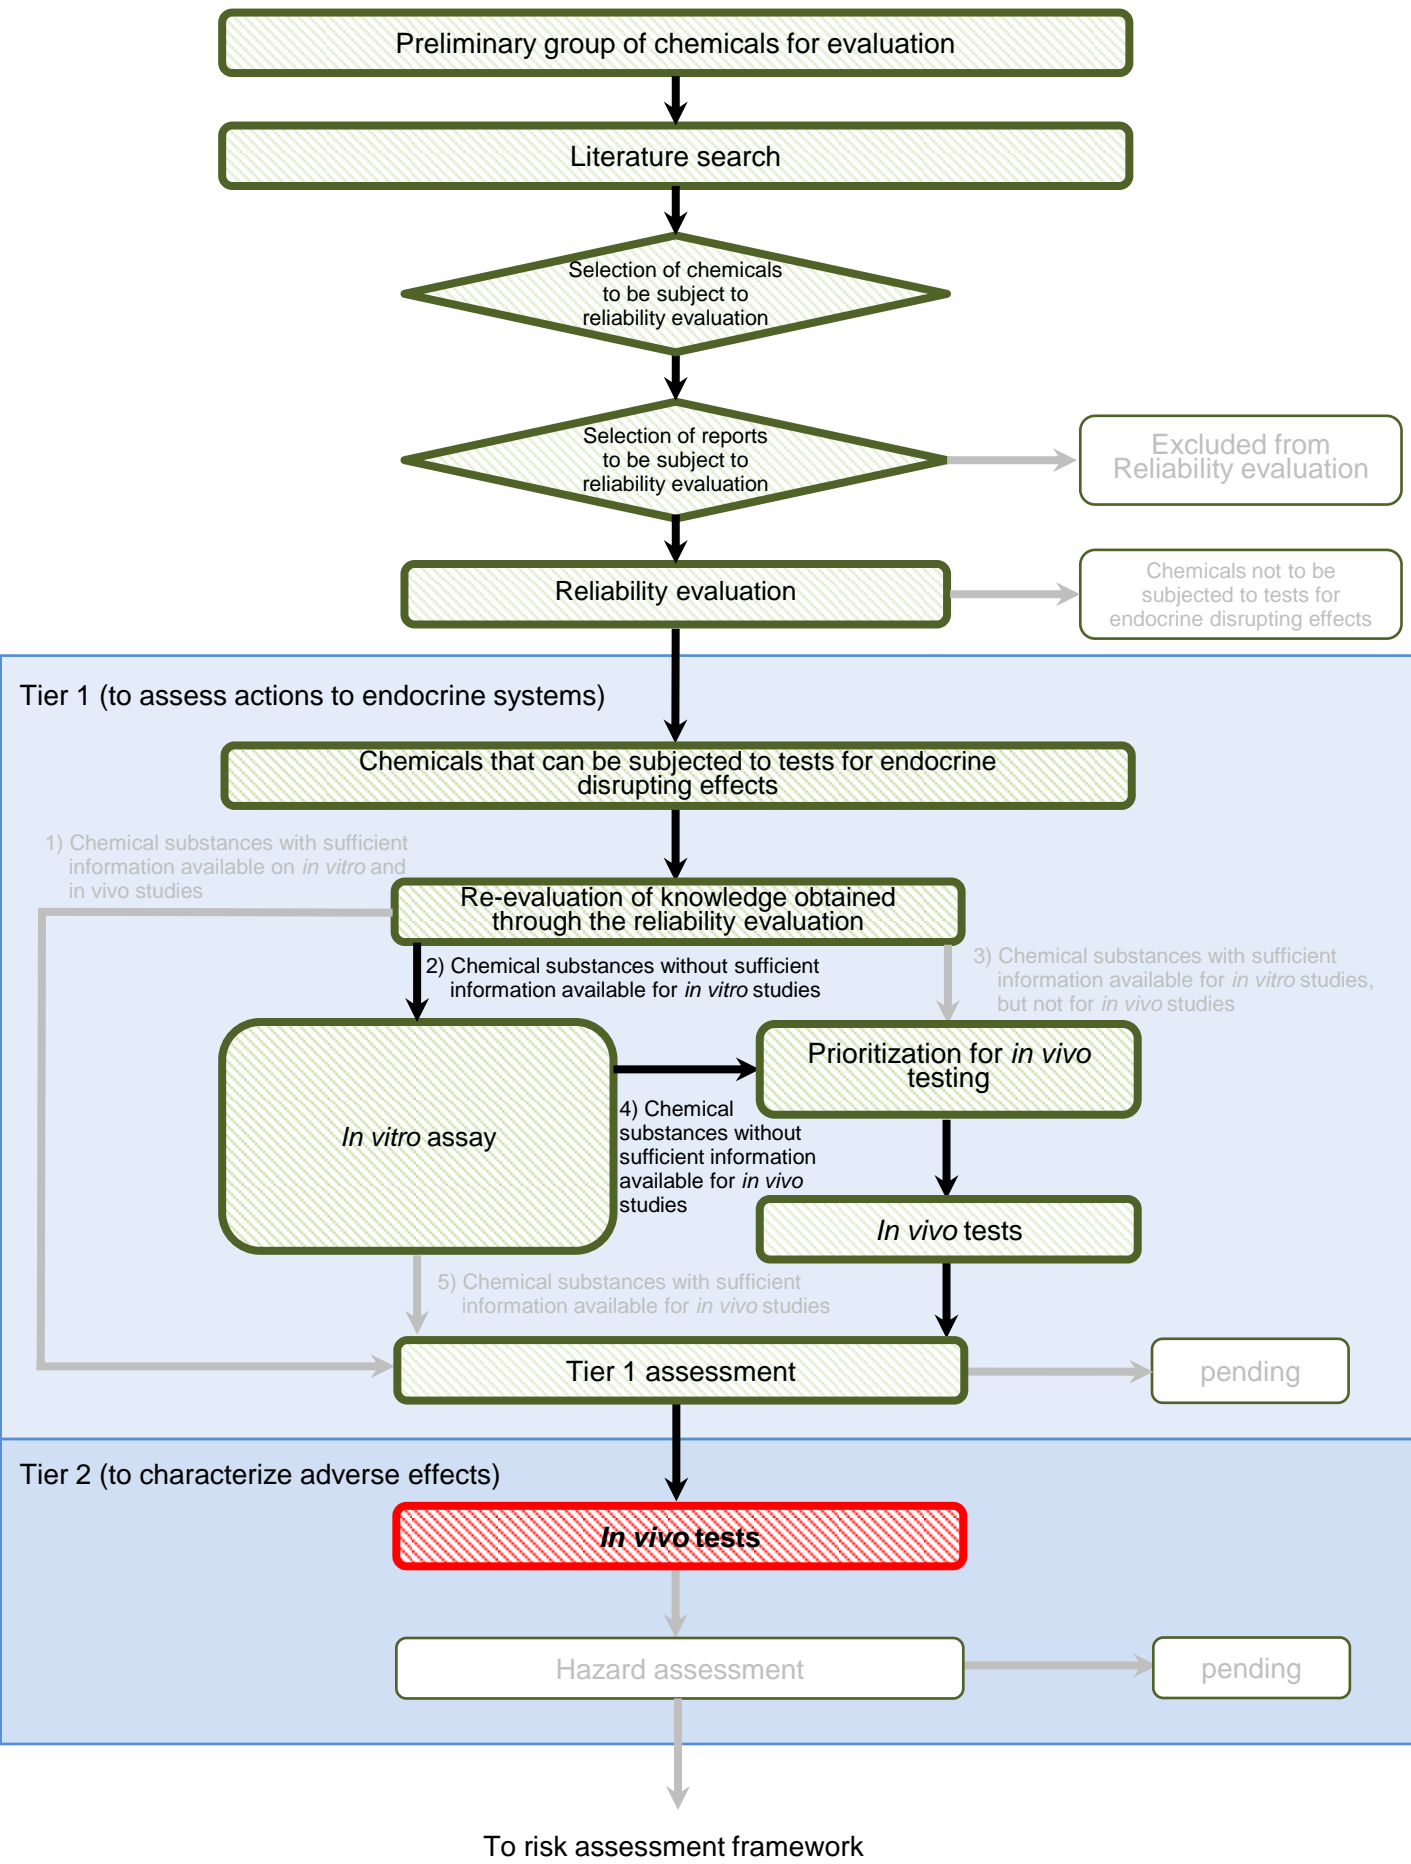 Preliminary group of chemicals for evaluation
Literature search
Selection of chemicals
to be subject to
reliability evaluation
Selection of reports
to be subject to
reliability evaluation
Excluded from
Reliability evaluation
Reliability evaluation
Chemicals not to be
subjected to tests for
endocrine disrupting effects
Tier 1 (to assess actions to endocrine systems)
Chemicals that can be subjected to tests for endocrine
disrupting effects
1) Chemical substances with sufficient
information available on in vitro and
in vivo studies
Re-evaluation of knowledge obtained
through the reliability evaluation
2) Chemical substances without sufficient
information available for in vitro studies
3) Chemical substances with sufficient
information available for in vitro studies,
but not for in vivo studies
Prioritization for in vivo
testing
In vitro assay
4) Chemical
substances without
sufficient information
available for in vivo
studies
In vivo tests
5) Chemical substances with sufficient
information available for in vivo studies
Tier 1 assessment
pending
Tier 2 (to characterize adverse effects)
In vivo tests
Hazard assessment
pending
To risk assessment framework